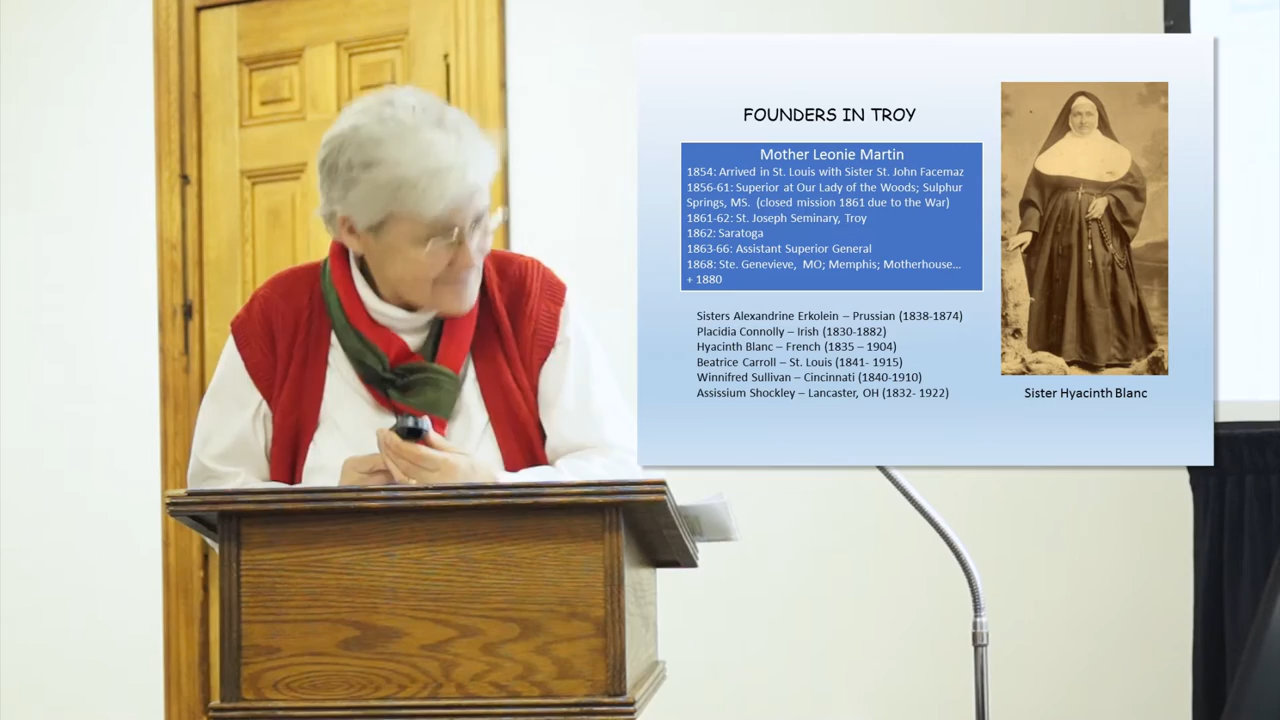 FOUNDERS IN TROY
Mother Leonie Martin
1854: Arrived in St. Louis with Sister St. John Facemaz
1856-61: Superior at Our Lady of the Woods; Sulphur
Springs, MS. (closed mission 1861 due to the War)
1861-62: St. Joseph Seminary, Troy
1862: Saratoga
1863-66: Assistant Superior General
1868: Ste. Genevieve, MO; Memphis; Motherhouse...
+ 1880
Sisters Alexandrine Erkolein – Prussian (1838-1874)
Placidia Connolly – Irish (1830-1882)
Hyacinth Blanc – French (1835 – 1904)
Beatrice Carroll – St. Louis (1841- 1915)
Winnifred Sullivan – Cincinnati (1840-1910)
Assissium Shockley – Lancaster, OH (1832- 1922)
Sister Hyacinth Blanc